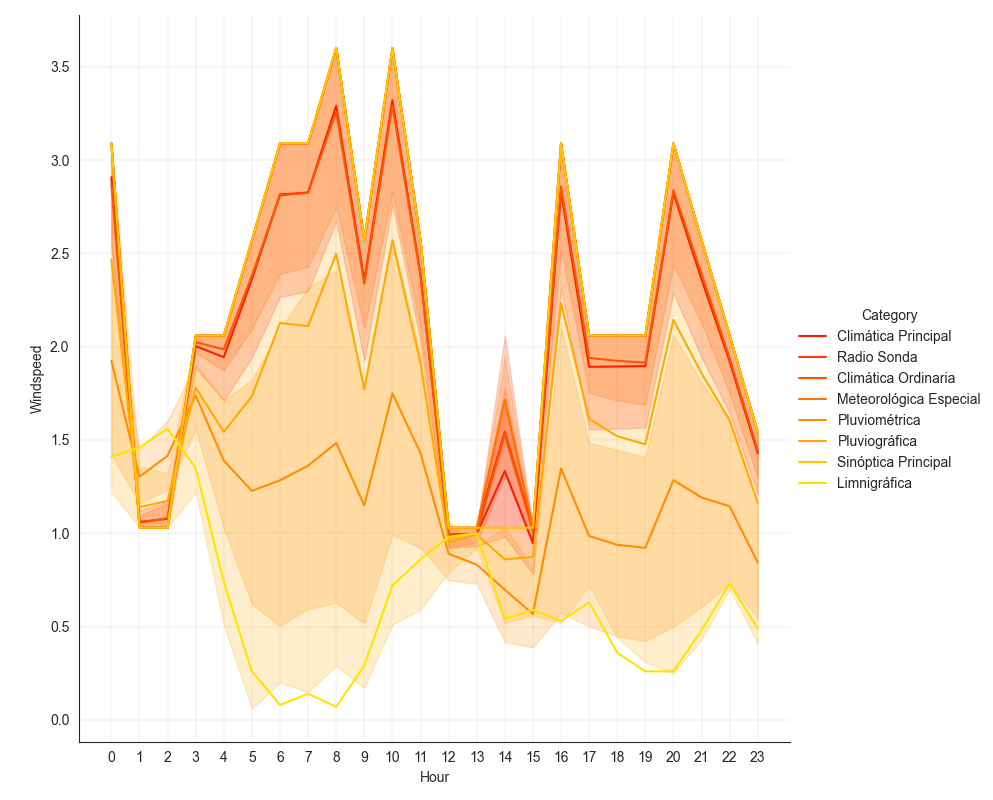 3.5
3.0
2.5
2.0
1.5
1.0
0.5
0.0
Windspeed
0 1 2 3 4 5 6 7 8 9 10 11 12 13 14 15 16 17 18 19 20 21 22 23
Hour
Category
Climática Principal
Radio Sonda
Climática Ordinaria
Meteorológica Especial
Pluviométrica
Pluviográfica
Sinóptica Principal
Limnigráfica